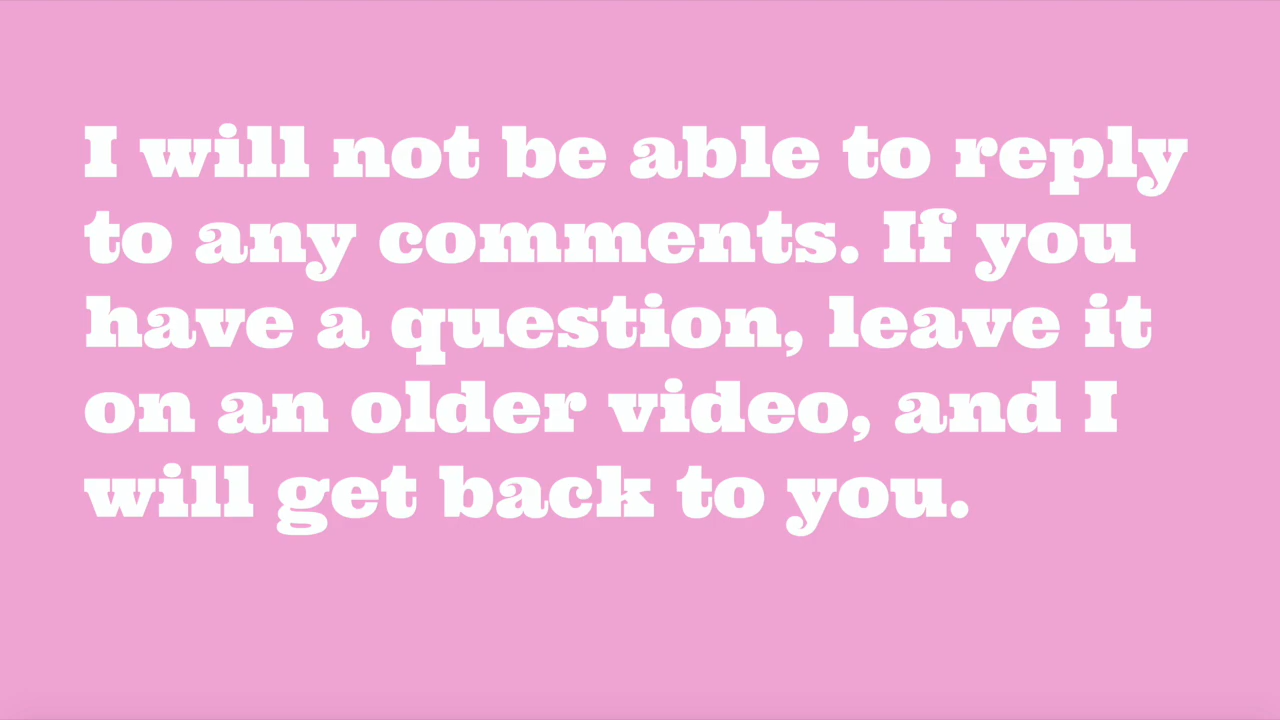 I will not be able to reply
to any comments. If you
have a question, leave it
on an older video, and I
will get back to you.